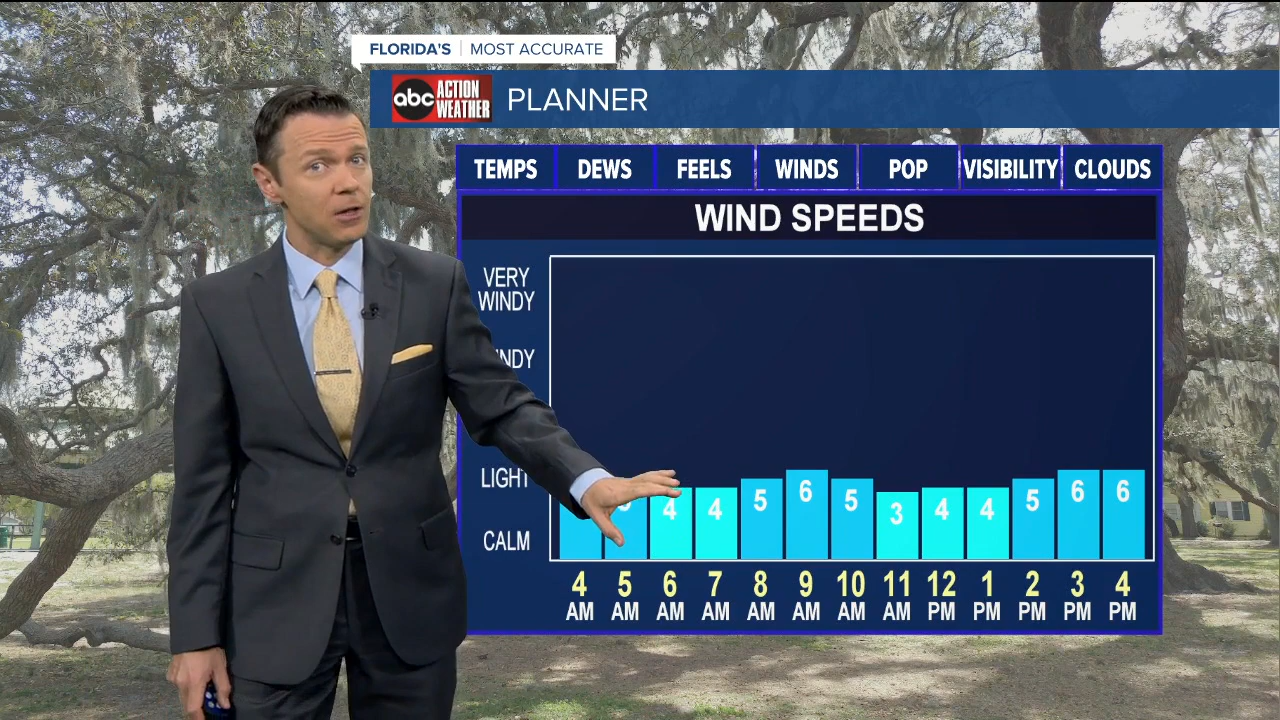 FLORIDA'S | MOST ACCURATE
abc ACTION WEATHER PLANNER
TEMPS DEWS FEELS WINDS POP VISIBILITY CLOUDS
WIND SPEEDS
VERY WINDY
LIGHT
CALM
4 4 5 6 5 3 4 4 5 6 6
4 AM 5 AM 6 AM 7 AM 8 AM 9 AM 10 AM 11 AM 12 PM 1 PM 2 PM 3 PM 4 PM